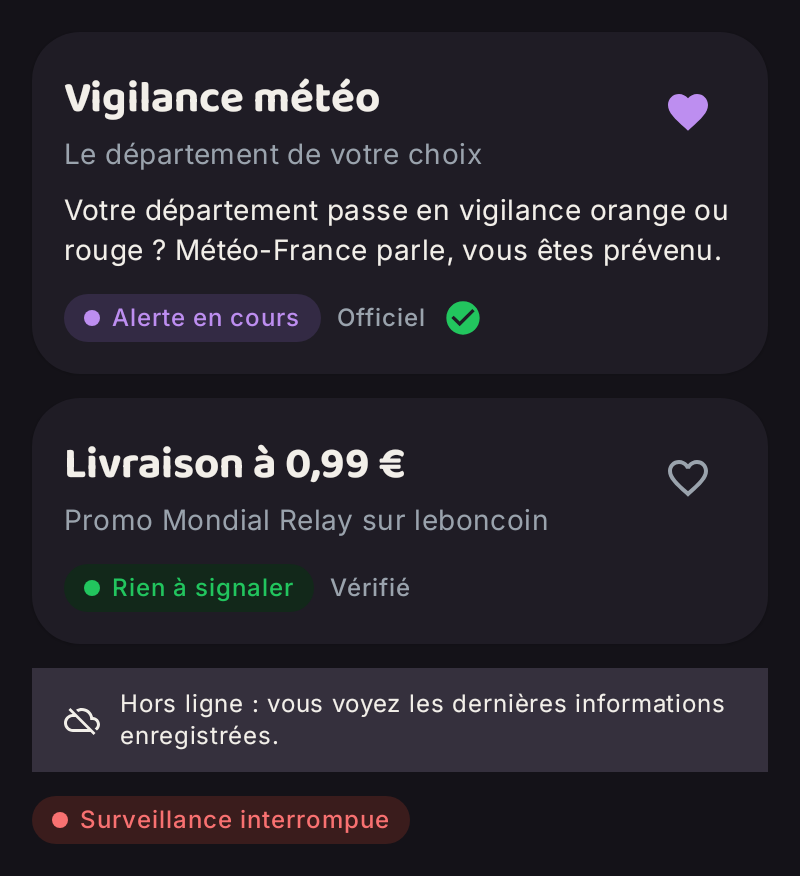 Vigilance météo
Le département de votre choix
Votre département passe en vigilance orange ou
rouge ? Météo-France parle, vous êtes prévenu.
Alerte en cours Officiel
Livraison à 0,99 €
Promo Mondial Relay sur leboncoin
Rien à signaler Vérifié
Hors ligne : vous voyez les dernières informations
enregistrées.
Surveillance interrompue